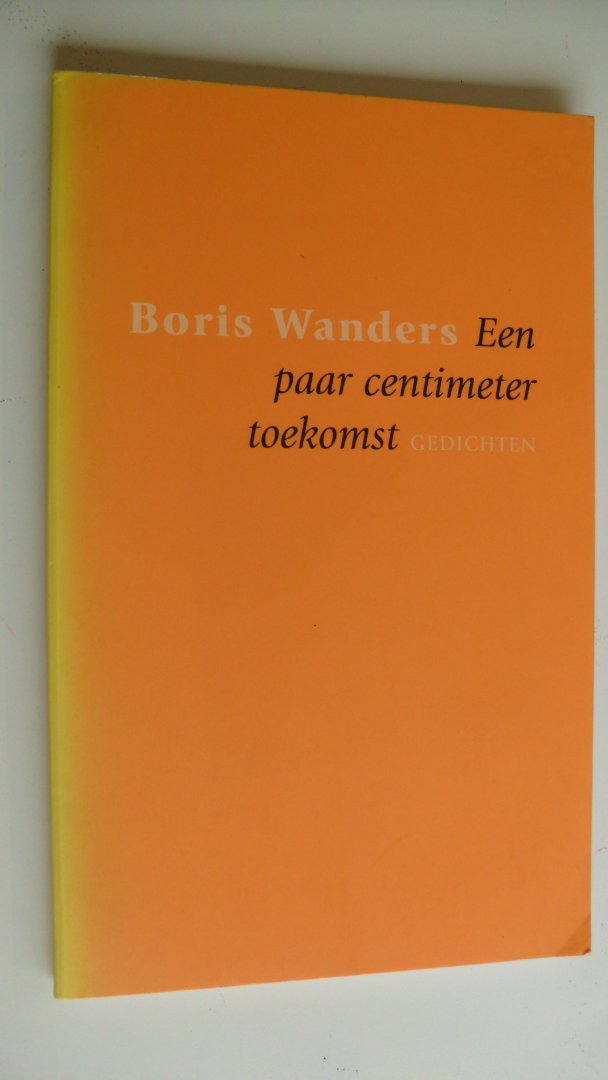 Boris Wanders Een
paar centimeter
toekomst GEDICHTEN